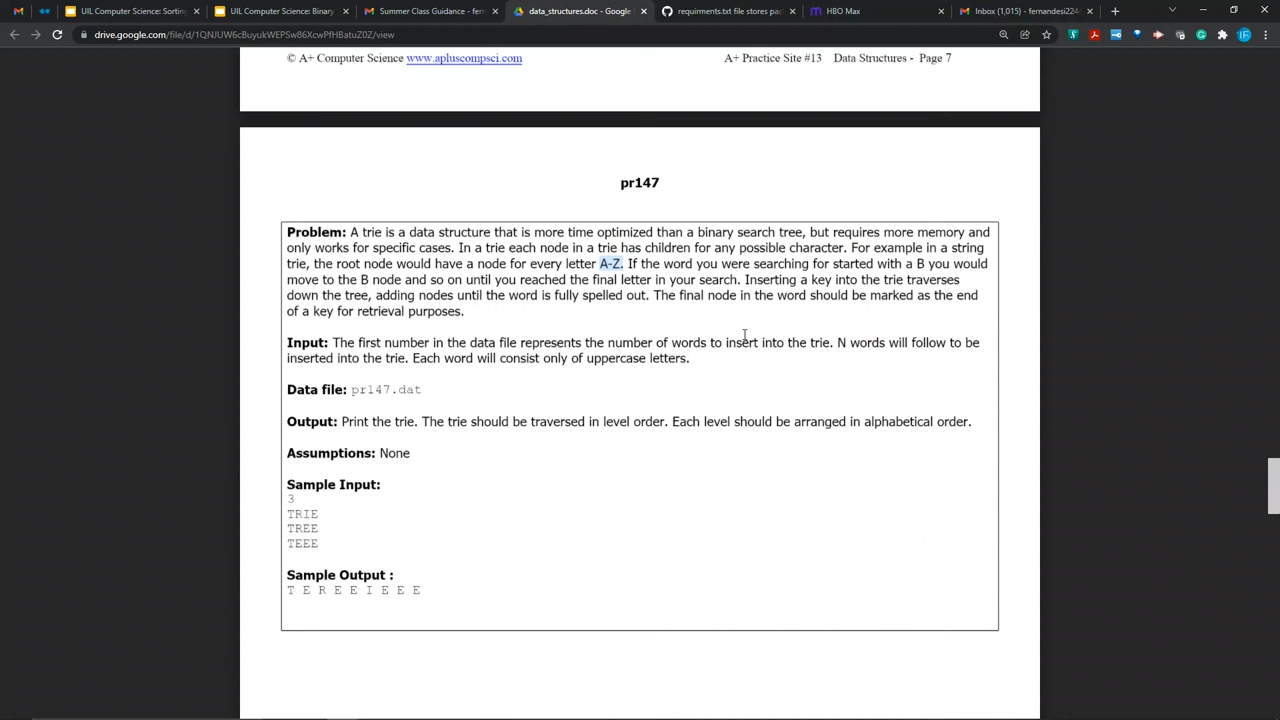 UIL Computer Science: Sorting
UIL Computer Science: Binary
Summer Class Guidance - fern
data_structures.doc - Google
requirments.txt file stores pac
HBO Max
Inbox (1,015) - fernandesi224
drive.google.com/file/d/1QNJUW6cBuyukWEPSw86XcwPfHBatuZ0Z/view
© A+ Computer Science www.apluscompsci.com A+ Practice Site #13 Data Structures - Page 7
pr147
Problem: A trie is a data structure that is more time optimized than a binary search tree, but requires more memory and
only works for specific cases. In a trie each node in a trie has children for any possible character. For example in a string
trie, the root node would have a node for every letter A-Z. If the word you were searching for started with a B you would
move to the B node and so on until you reached the final letter in your search. Inserting a key into the trie traverses
down the tree, adding nodes until the word is fully spelled out. The final node in the word should be marked as the end
of a key for retrieval purposes.
Input: The first number in the data file represents the number of words to insert into the trie. N words will follow to be
inserted into the trie. Each word will consist only of uppercase letters.
Data file: pr147.dat
Output: Print the trie. The trie should be traversed in level order. Each level should be arranged in alphabetical order.
Assumptions: None
Sample Input:
3
TRIE
TREE
TEEE
Sample Output :
T E R E E I E E E